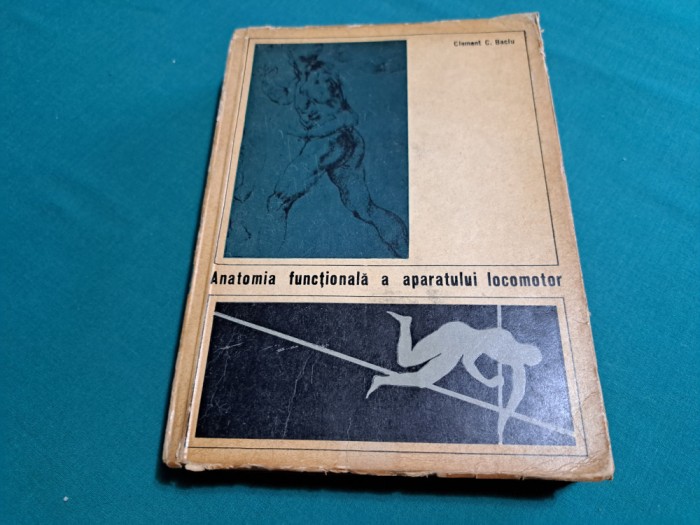 Clement C. Baciu
Anatomia funcțională a aparatului locomotor